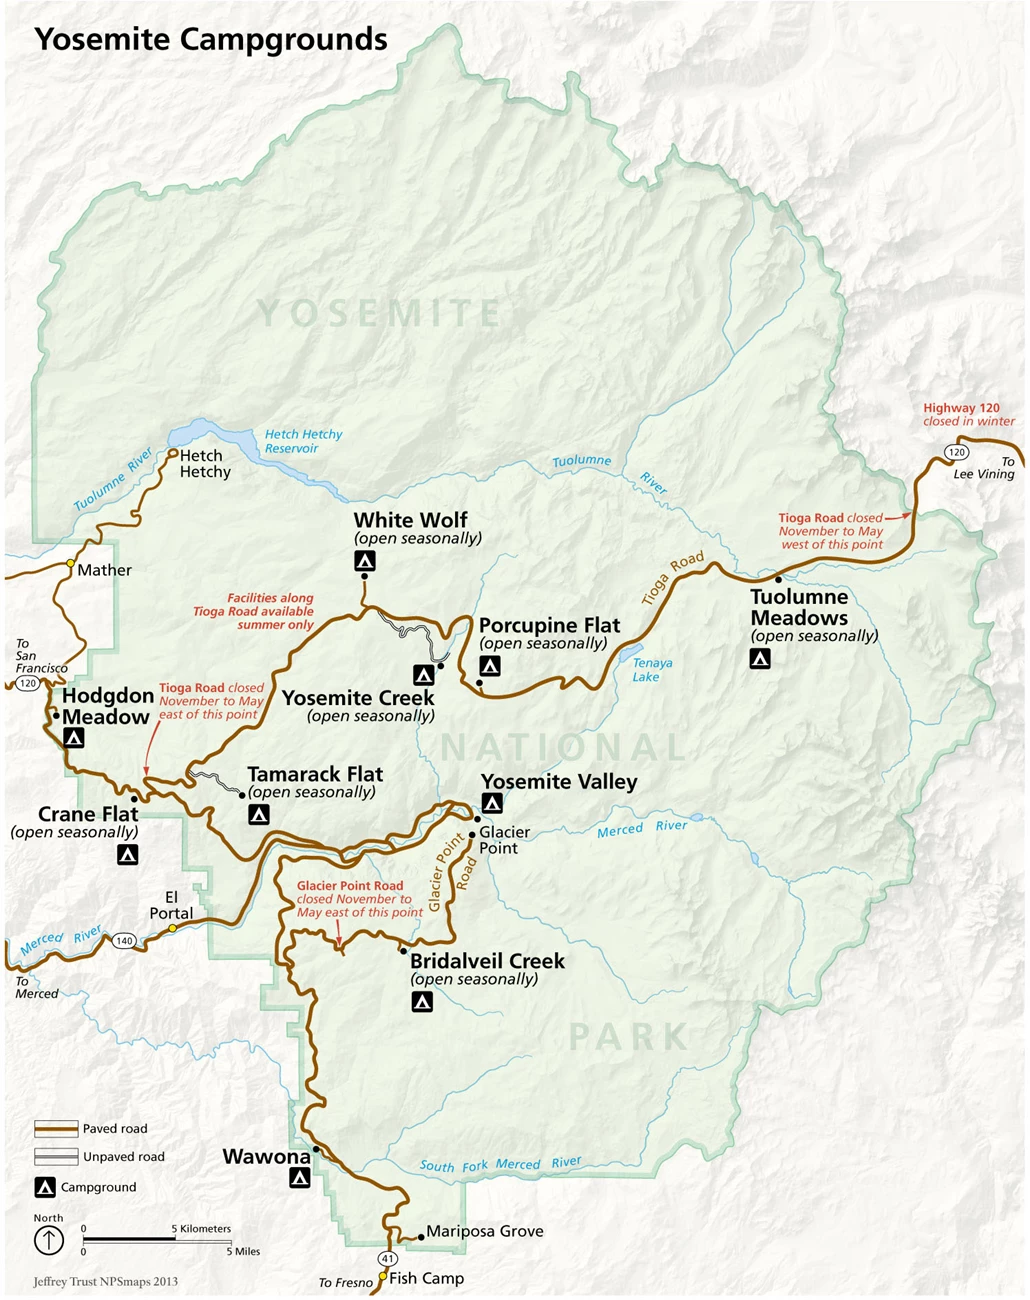 Yosemite Campgrounds
YOSEMITE
Highway 120
closed in winter
120
To
Lee Vining
Hetch Hetchy
Reservoir
Hetch
Hetchy
Tuolumne River
Tuolumne
River
White Wolf
(open seasonally)
Tioga Road closed
November to May
west of this point
Mather
Tioga Road
Facilities along
Tioga Road available
summer only
Tuolumne
Meadows
(open seasonally)
Porcupine Flat
(open seasonally)
To
San
Francisco
120
Tenaya
Lake
Hodgdon
Meadow
Tioga Road closed
November to May
east of this point
Yosemite Creek
(open seasonally)
NATIONAL
Tamarack Flat
(open seasonally)
Yosemite Valley
Crane Flat
(open seasonally)
Glacier
Point
Merced River
Glacier Point
Road
Glacier Point Road
closed November to
May east of this point
El
Portal
Merced River
140
To
Merced
Bridalveil Creek
(open seasonally)
PARK
Paved road
Unpaved road
Campground
Wawona
South Fork Merced River
North
0
5 Kilometers
0
5 Miles
Mariposa Grove
41
To Fresno
Fish Camp
Jeffrey Trust NPSmaps 2013